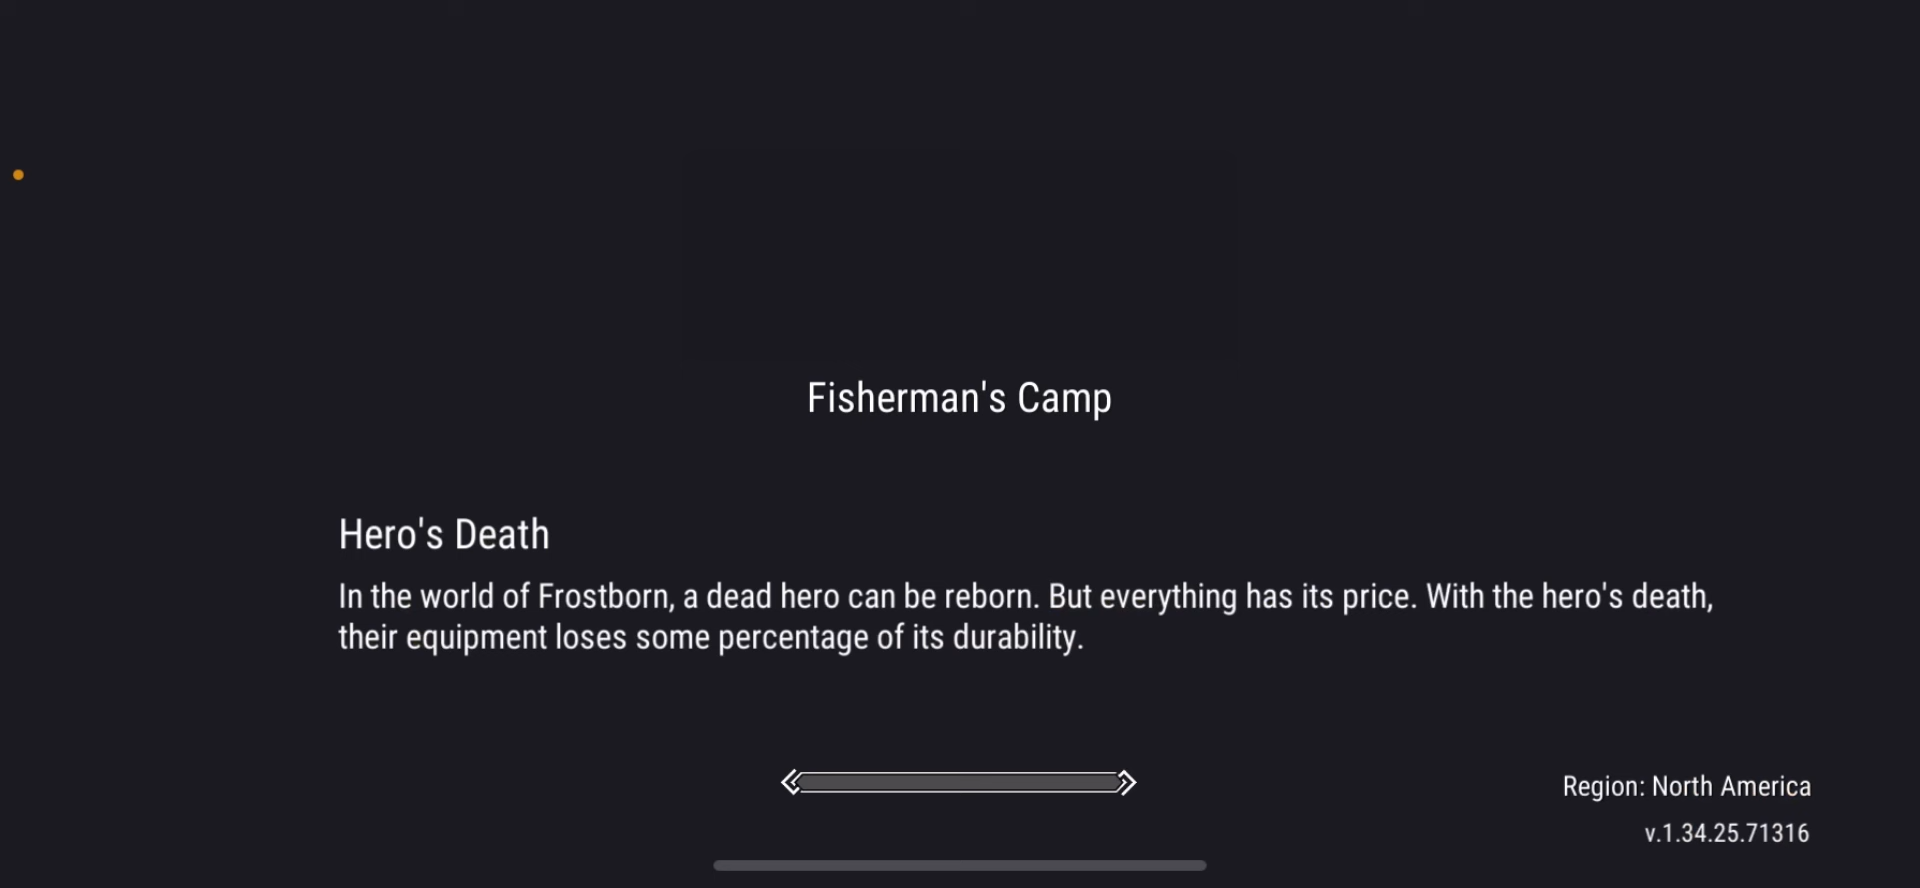 Fisherman's Camp
Hero's Death
In the world of Frostborn, a dead hero can be reborn. But everything has its price. With the hero's death,
their equipment loses some percentage of its durability.
Region: North America
v.1.34.25.71316